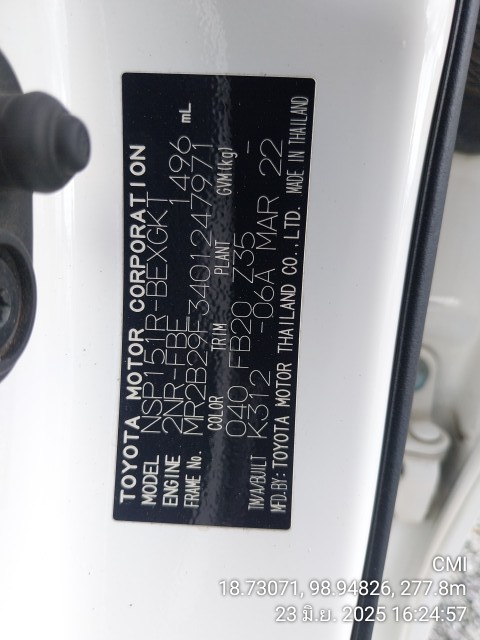 TOYOTA MOTOR CORPORATION
MODEL NSP151R-BEXGKT
ENGINE 2NR-FBE 1496 mL
FRAME No. MR2B29F3401247971
COLOR TRIM PLANT GVM(kg)
040 FB20 Z35 -
TM/A/BUILT K312 -06A MAR 22
MFD.BY: TOYOTA MOTOR THAILAND CO.,LTD. MADE IN THAILAND
CMI
18.73071, 98.94826, 277.8m
23 มิ.ย. 2025 16:24:57